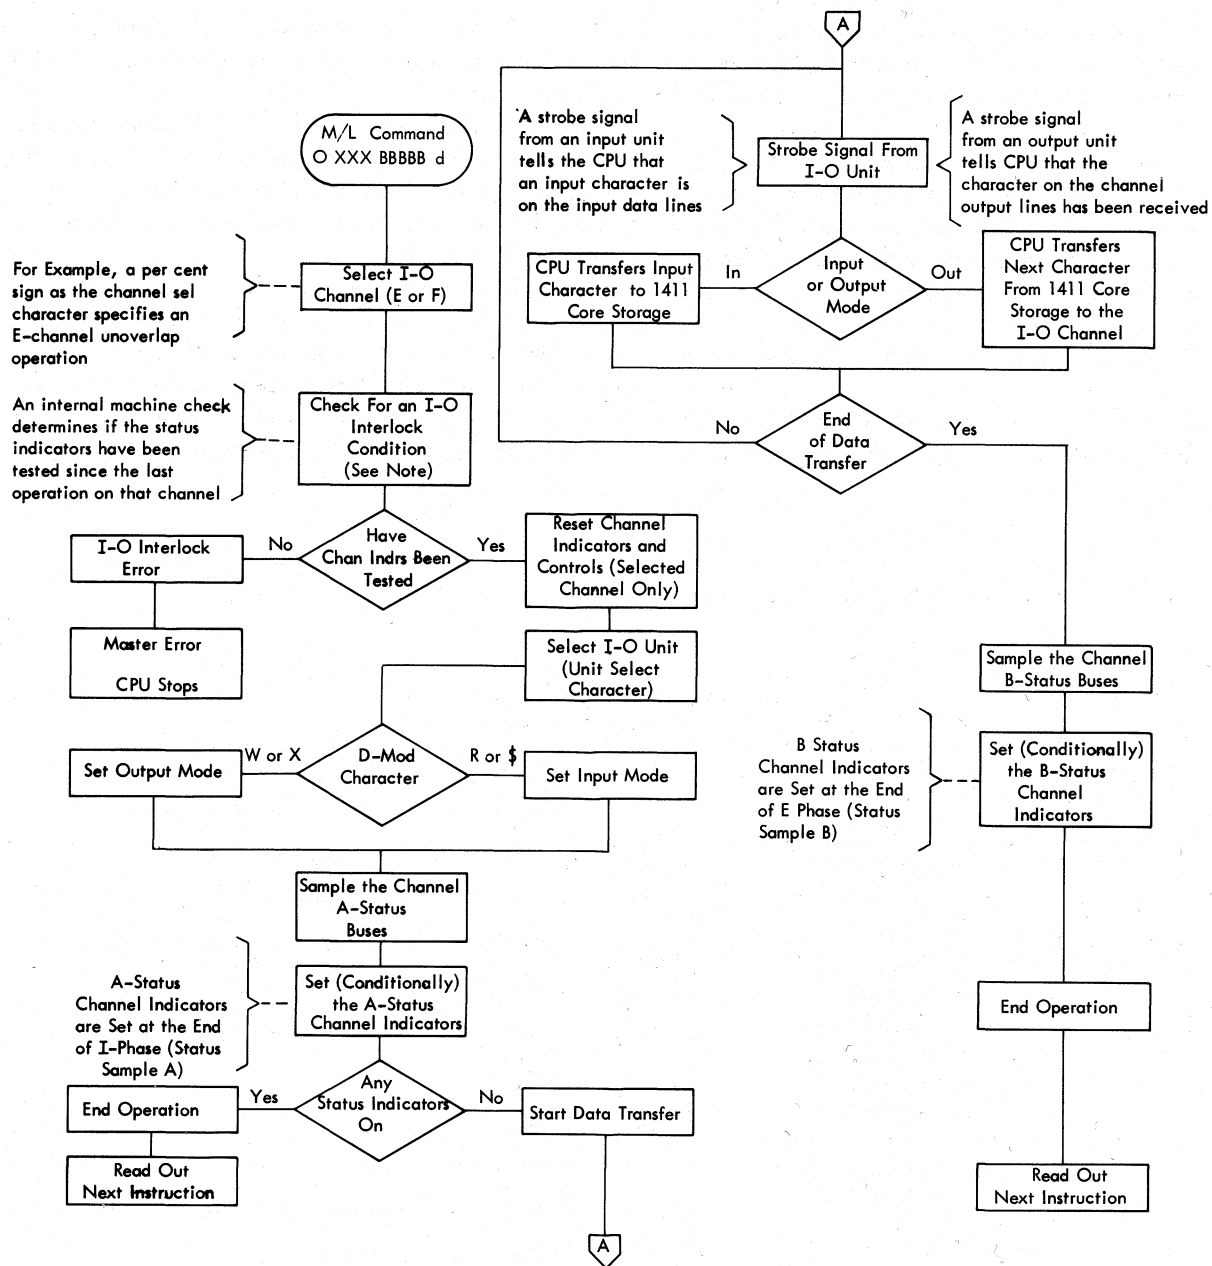 M/L Command
O XXX BBBBB d
For Example, a per cent
sign as the channel sel
character specifies an
E-channel unoverlap
operation
Select I-O
Channel (E or F)
An internal machine check
determines if the status
indicators have been
tested since the last
operation on that channel
Check For an I-O
Interlock
Condition
(See Note)
Have
Chan Indrs Been
Tested
No
Yes
I-O Interlock
Error
Master Error
CPU Stops
Reset Channel
Indicators and
Controls (Selected
Channel Only)
Select I-O Unit
(Unit Select
Character)
D-Mod
Character
W or X
R or $
Set Output Mode
Set Input Mode
Sample the Channel
A-Status
Buses
A-Status
Channel Indicators
are Set at the End
of I-Phase (Status
Sample A)
Set (Conditionally)
the A-Status
Channel Indicators
Any
Status Indicators
On
Yes
No
End Operation
Read Out
Next Instruction
Start Data Transfer
A
A
A strobe signal
from an input unit
tells the CPU that
an input character is
on the input data lines
Strobe Signal From
I-O Unit
A strobe signal
from an output unit
tells CPU that the
character on the channel
output lines has been received
Input
or Output
Mode
In
Out
CPU Transfers Input
Character to 1411
Core Storage
CPU Transfers
Next Character
From 1411 Core
Storage to the
I-O Channel
End
of Data
Transfer
No
Yes
Sample the Channel
B-Status Buses
B Status
Channel Indicators
are Set at the End
of E Phase (Status
Sample B)
Set (Conditionally)
the B-Status
Channel
Indicators
End Operation
Read Out
Next Instruction